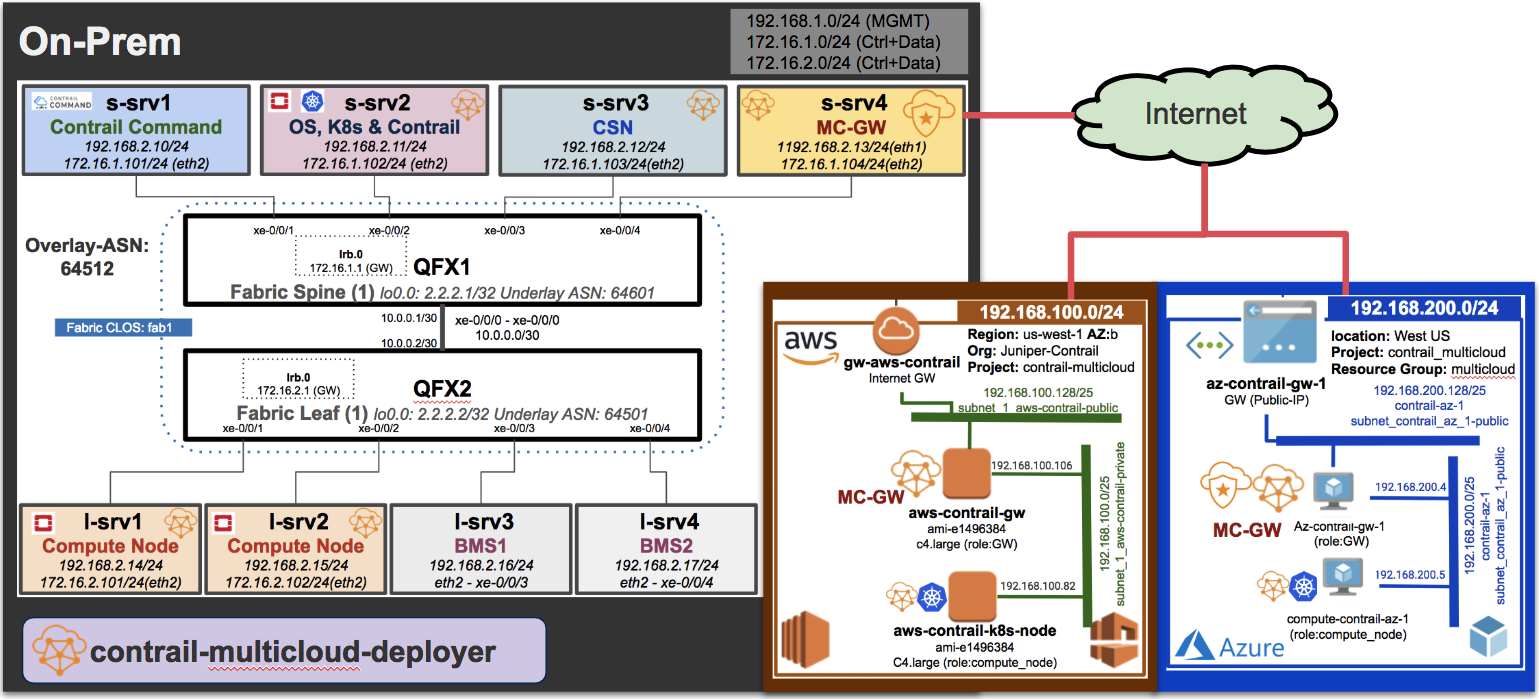 On-Prem
192.168.1.0/24 (MGMT)
172.16.1.0/24 (Ctrl+Data)
172.16.2.0/24 (Ctrl+Data)
CONTRAIL
COMMAND
s-srv1
Contrail Command
192.168.2.10/24
172.16.1.101/24 (eth2)
s-srv2
OS, K8s & Contrail
192.168.2.11/24
172.16.1.102/24 (eth2)
s-srv3
CSN
192.168.2.12/24
172.16.1.103/24(eth2)
s-srv4
MC-GW
1192.168.2.13/24(eth1)
172.16.1.104/24(eth2)
Internet
Overlay-ASN:
64512
xe-0/0/1
xe-0/0/2
xe-0/0/3
xe-0/0/4
Irb.0
172.16.1.1 (GW)
QFX1
Fabric Spine (1) lo0.0: 2.2.2.1/32 Underlay ASN: 64601
Fabric CLOS: fab1
10.0.0.1/30
xe-0/0/0 - xe-0/0/0
10.0.0.0/30
10.0.0.2/30
Irb.0
172.16.2.1 (GW)
QFX2
Fabric Leaf (1) lo0.0: 2.2.2.2/32 Underlay ASN: 64501
xe-0/0/1
xe-0/0/2
xe-0/0/3
xe-0/0/4
l-srv1
Compute Node
192.168.2.14/24
172.16.2.101/24(eth2)
l-srv2
Compute Node
192.168.2.15/24
172.16.2.102/24(eth2)
l-srv3
BMS1
192.168.2.16/24
eth2 - xe-0/0/3
l-srv4
BMS2
192.168.2.17/24
eth2 - xe-0/0/4
contrail-multicloud-deployer
192.168.100.0/24
aws
Region: us-west-1 AZ:b
Org: Juniper-Contrail
Project: contrail-multicloud
gw-aws-contrail
Internet GW
192.168.100.128/25
subnet_1_aws-contrail-public
192.168.100.106
MC-GW
aws-contrail-gw
ami-e1496384
c4.large (role:GW)
192.168.100.0/25
subnet_1_aws-contrail-private
192.168.100.82
aws-contrail-k8s-node
ami-e1496384
C4.large (role:compute_node)
192.168.200.0/24
location: West US
Project: contrail_multicloud
Resource Group: multicloud
az-contrail-gw-1
GW (Public-IP)
192.168.200.128/25
contrail-az-1
subnet_contrail_az_1-public
192.168.200.4
MC-GW
Az-contrail-gw-1
(role:GW)
192.168.200.0/25
contrail-az-1
subnet_contrail_az_1-public
192.168.200.5
compute-contrail-az-1
(role:compute_node)
Azure